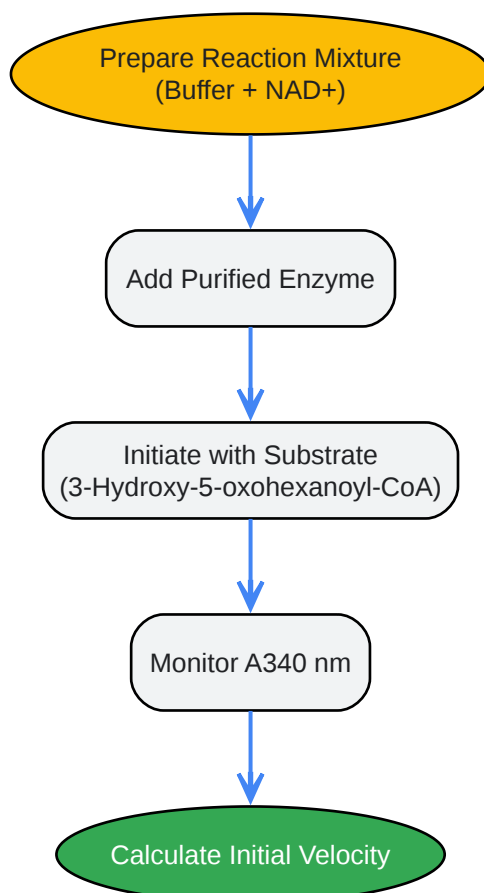 Prepare Reaction Mixture
(Buffer + NAD+)
Add Purified Enzyme
Initiate with Substrate
(3-Hydroxy-5-oxohexanoyl-CoA)
Monitor A340 nm
Calculate Initial Velocity